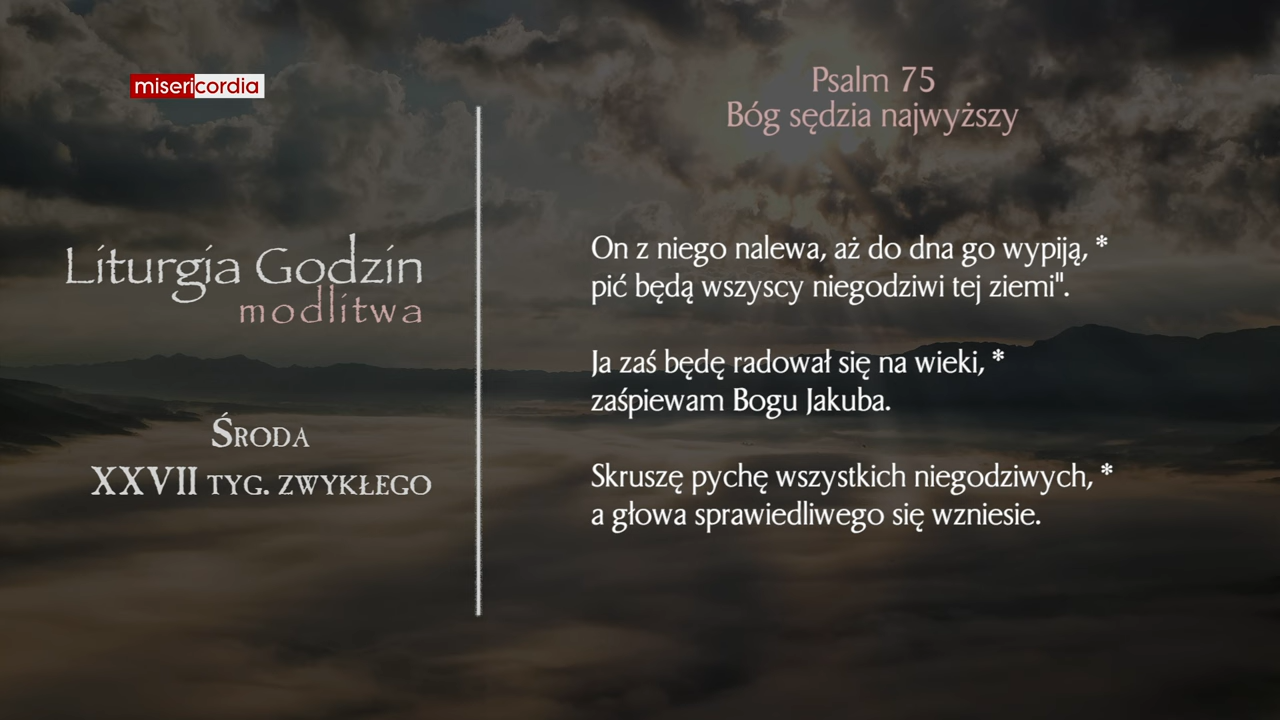 misericordia
Liturgia Godzin
modlitwa
Środa
XXVII tyg. zwykłego
Psalm 75
Bóg sędzia najwyższy
On z niego nalewa, aż do dna go wypiją, *
pić będą wszyscy niegodziwi tej ziemi".
Ja zaś będę radował się na wieki, *
zaśpiewam Bogu Jakuba.
Skruszę pychę wszystkich niegodziwych, *
a głowa sprawiedliwego się wzniesie.